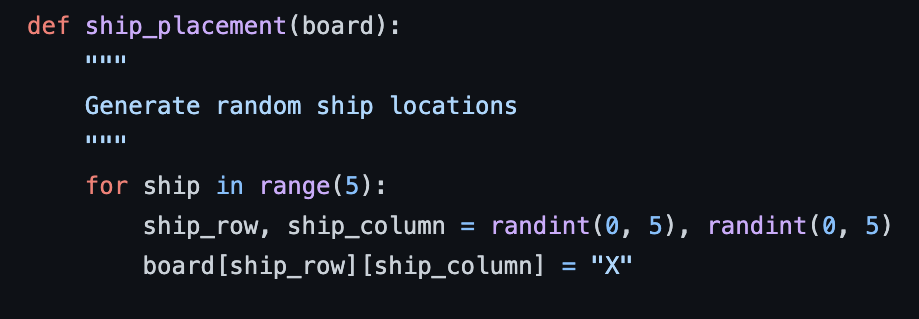 def ship_placement(board):
    """
    Generate random ship locations
    """
    for ship in range(5):
        ship_row, ship_column = randint(0, 5), randint(0, 5)
        board[ship_row][ship_column] = "X"